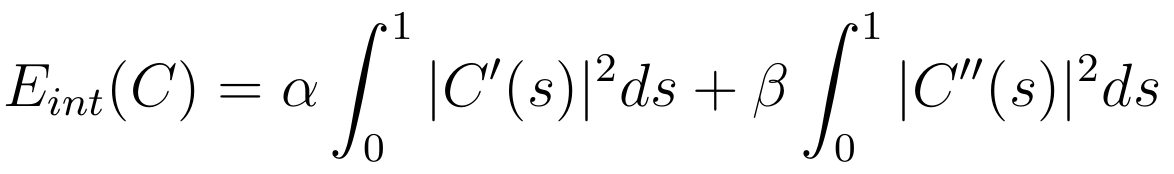 $E_{int}(C) = \alpha \int_0^1 |C'(s)|^2 ds + \beta \int_0^1 |C''(s)|^2 ds$